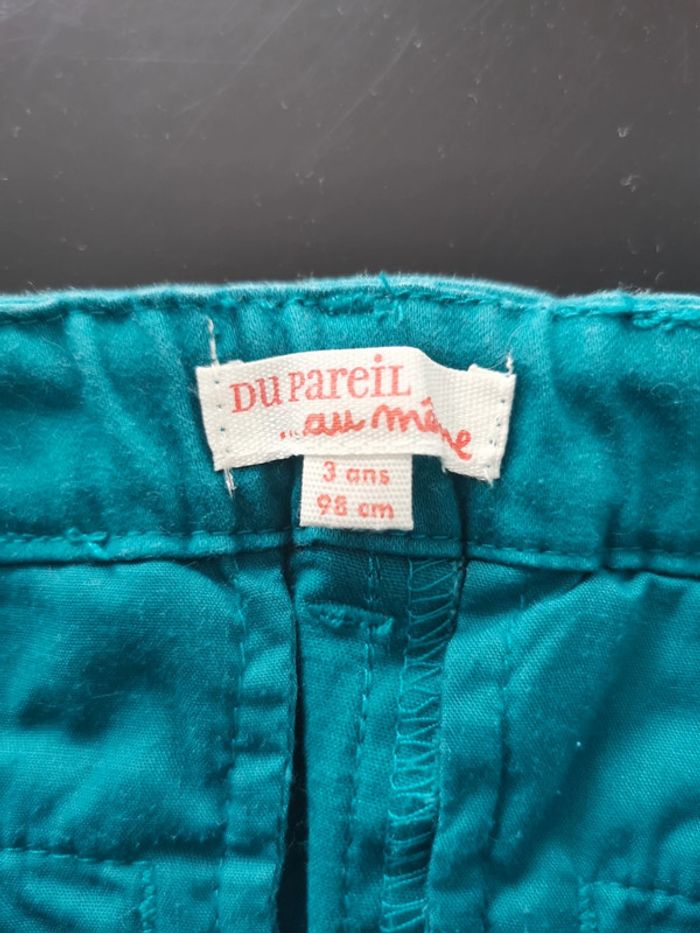 DU PAREIL
...au même
3 ans
98 cm